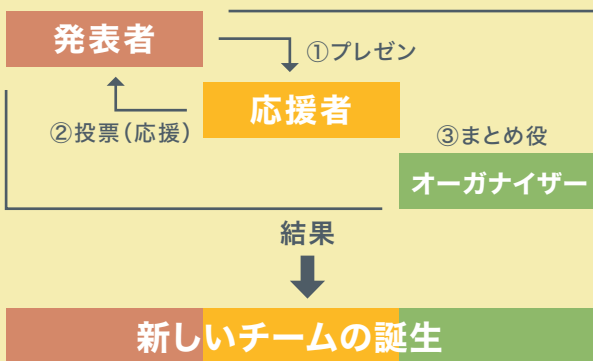 発表者
①プレゼン
応援者
②投票(応援)
③まとめ役
オーガナイザー
結果
新しいチームの誕生